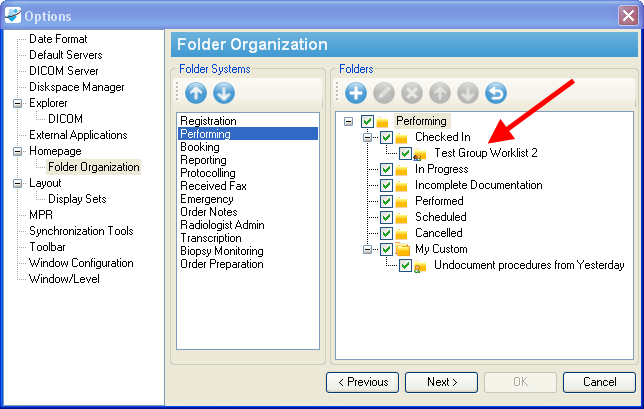 Options
Date Format
Default Servers
DICOM Server
Diskspace Manager
Explorer
DICOM
External Applications
Homepage
Folder Organization
Layout
Display Sets
MPR
Synchronization Tools
Toolbar
Window Configuration
Window/Level
Folder Organization
Folder Systems
Registration
Performing
Booking
Reporting
Protocolling
Received Fax
Emergency
Order Notes
Radiologist Admin
Transcription
Biopsy Monitoring
Order Preparation
Folders
Performing
Checked In
Test Group Worklist 2
In Progress
Incomplete Documentation
Performed
Scheduled
Cancelled
My Custom
Undocument procedures from Yesterday
< Previous
Next >
OK
Cancel